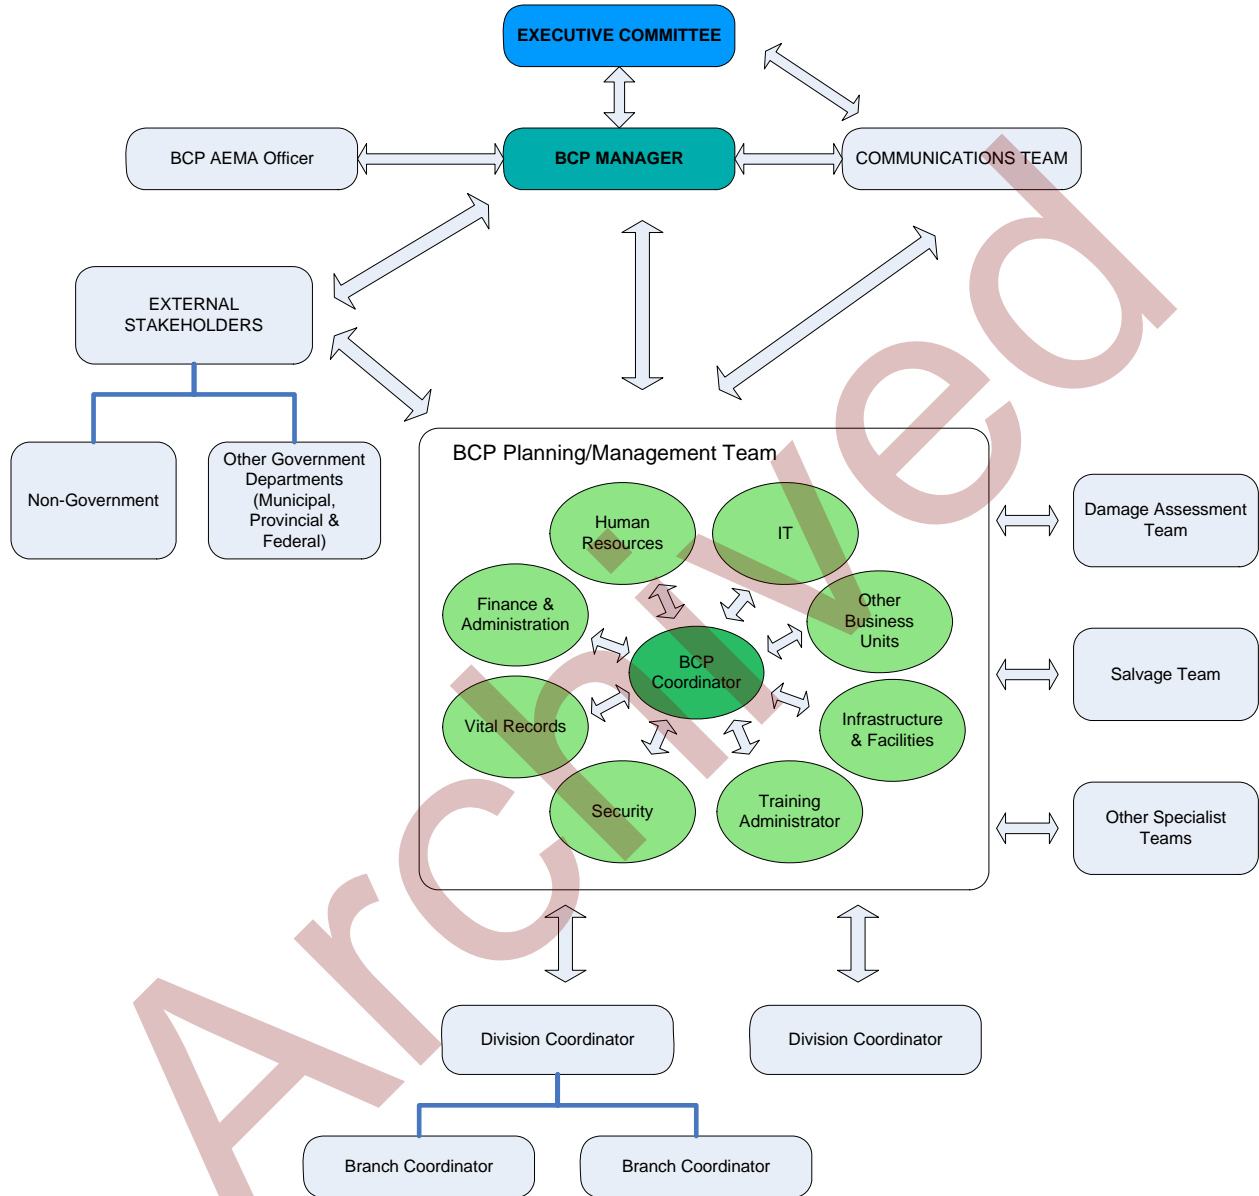 EXECUTIVE COMMITTEE
BCP AEMA Officer
BCP MANAGER
COMMUNICATIONS TEAM
EXTERNAL
STAKEHOLDERS
Non-Government
Other Government
Departments
(Municipal,
Provincial &
Federal)
BCP Planning/Management Team
Human
Resources
IT
Finance &
Administration
Other
Business
Units
BCP
Coordinator
Vital Records
Infrastructure
& Facilities
Security
Training
Administrator
Damage Assessment
Team
Salvage Team
Other Specialist
Teams
Division Coordinator
Division Coordinator
Branch Coordinator
Branch Coordinator
Archived